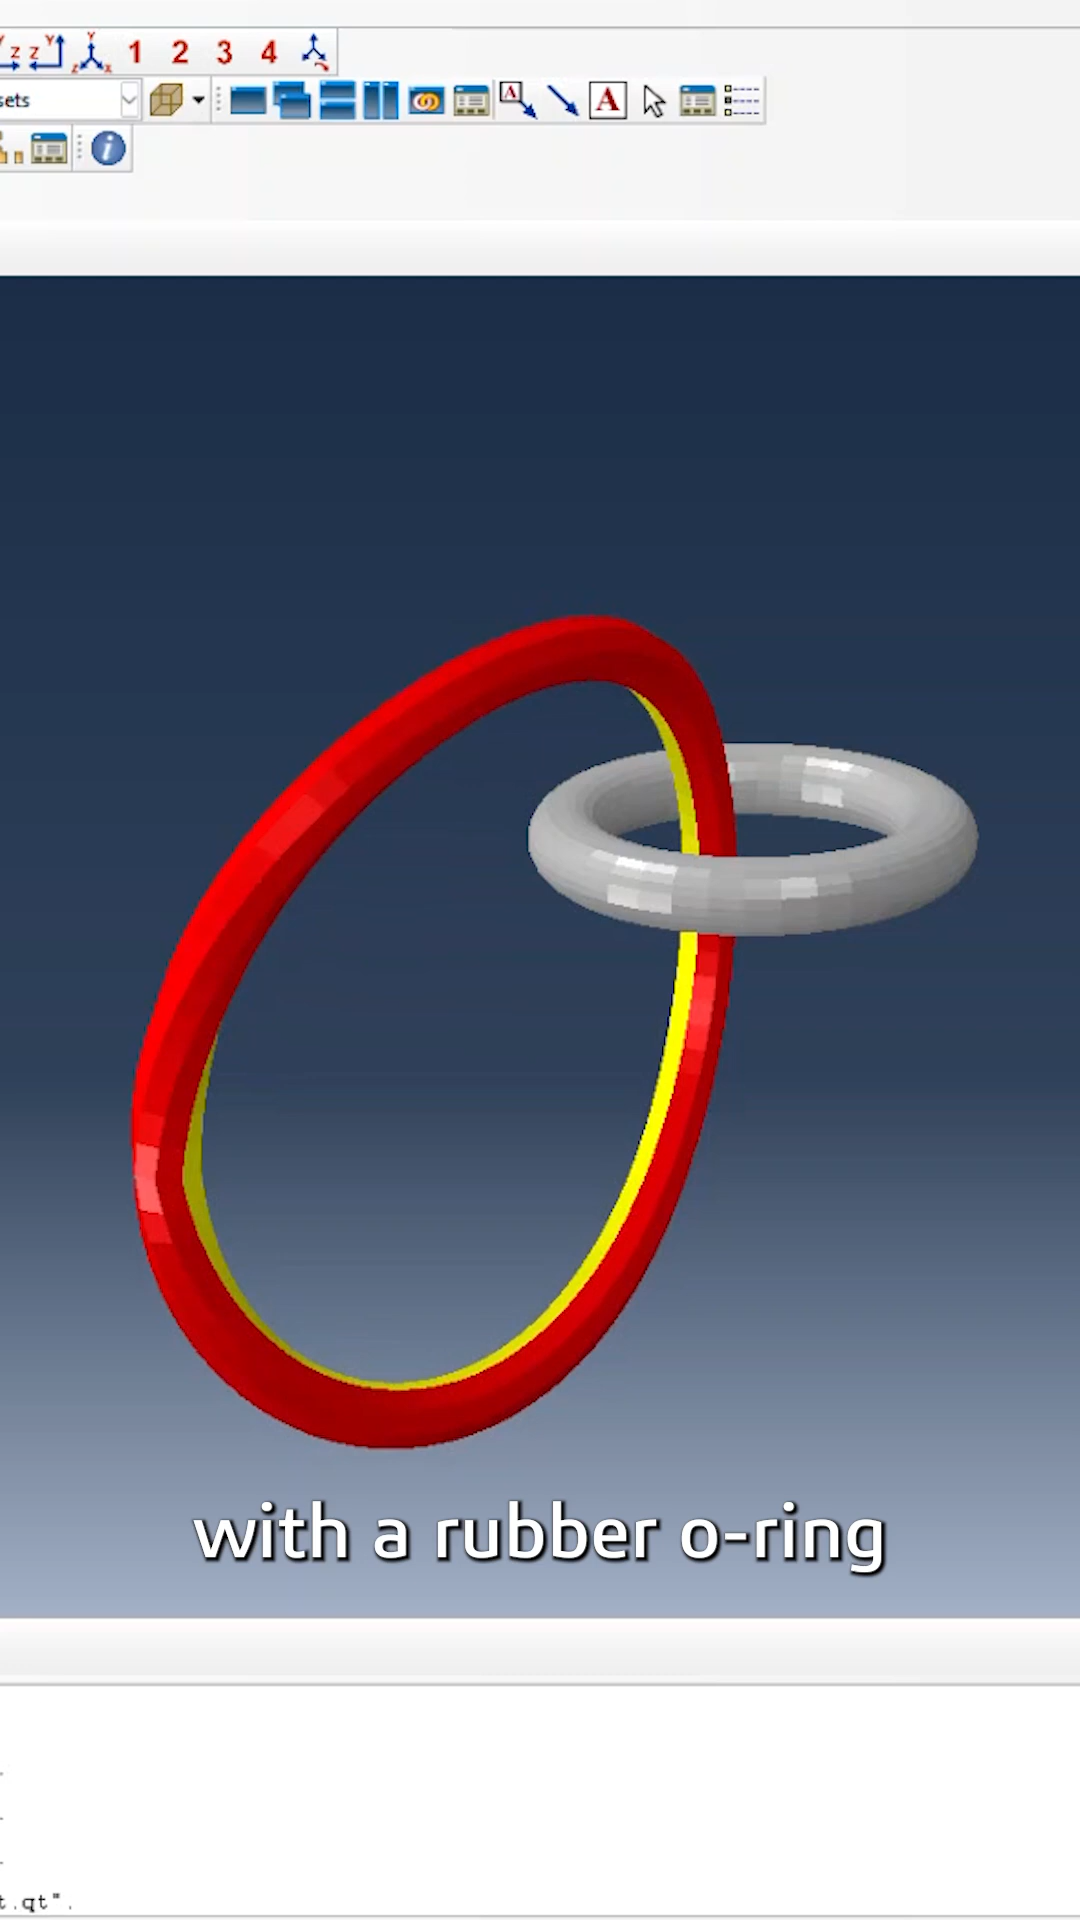 Y Z Z Y Y Z X 1 2 3 4
sets A A
i
with a rubber o-ring
t.qt".